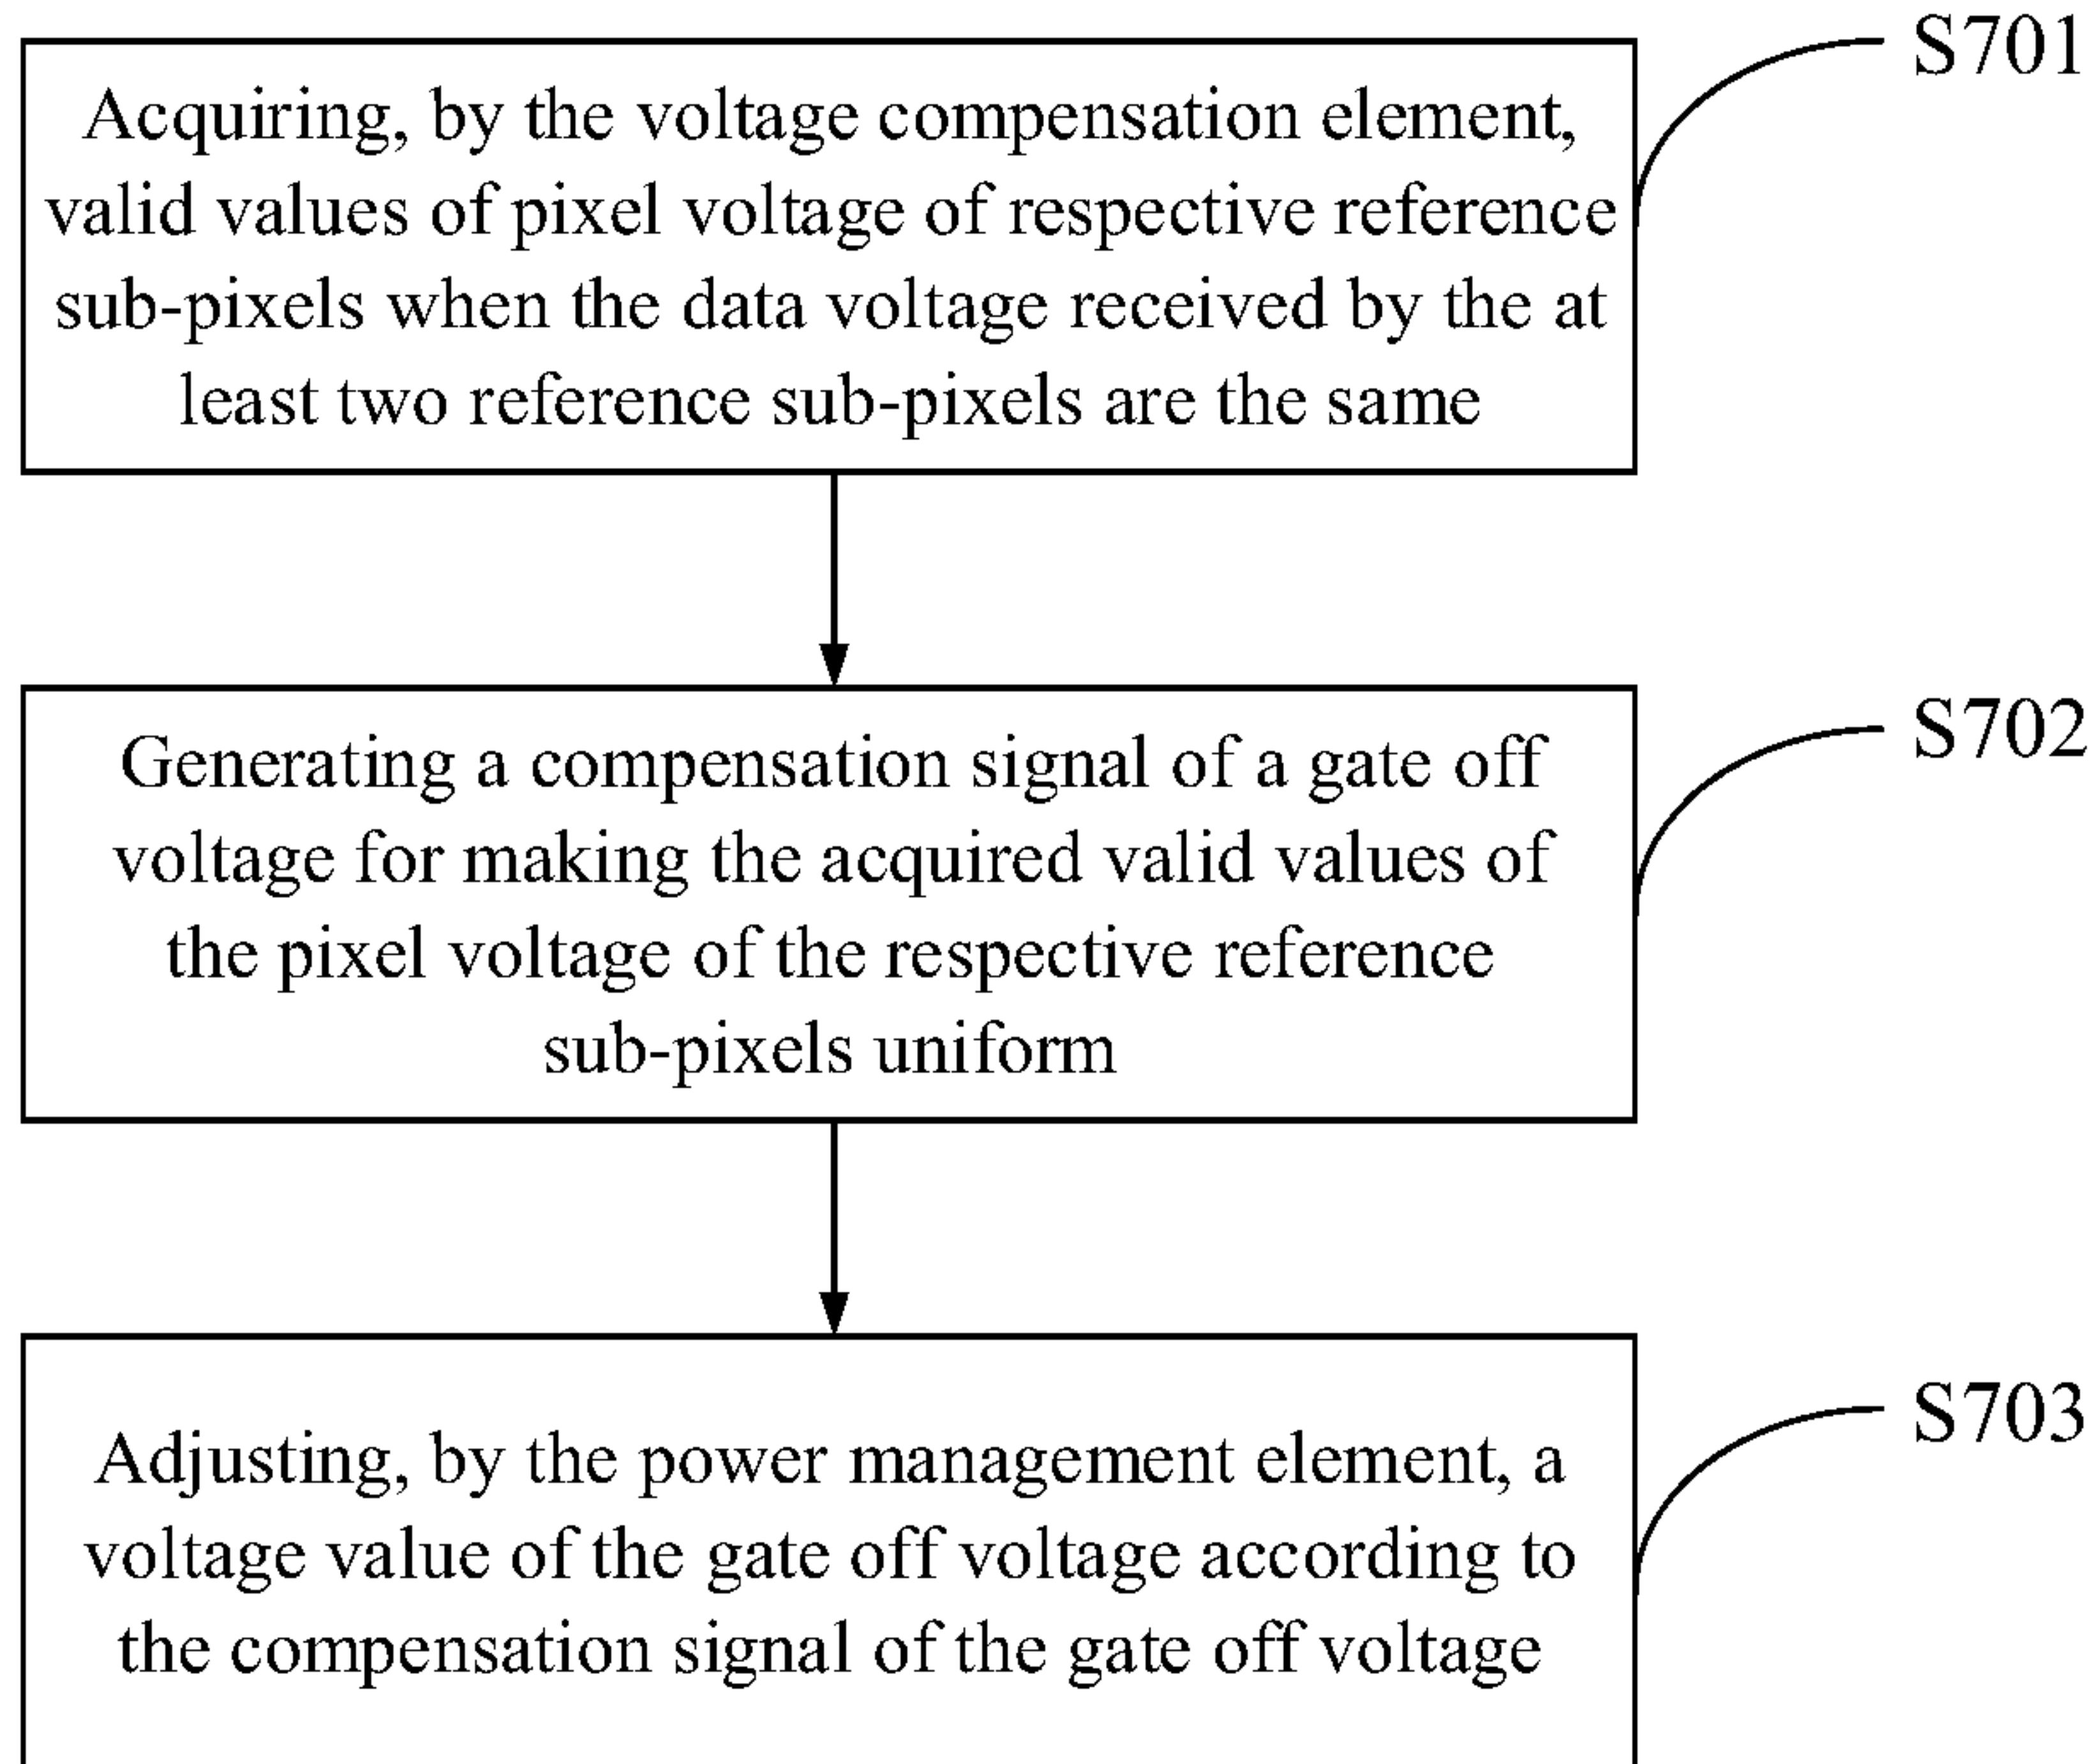 S701
Acquiring, by the voltage compensation element,
valid values of pixel voltage of respective reference
sub-pixels when the data voltage received by the at
least two reference sub-pixels are the same
S702
Generating a compensation signal of a gate off
voltage for making the acquired valid values of
the pixel voltage of the respective reference
sub-pixels uniform
S703
Adjusting, by the power management element, a
voltage value of the gate off voltage according to
the compensation signal of the gate off voltage